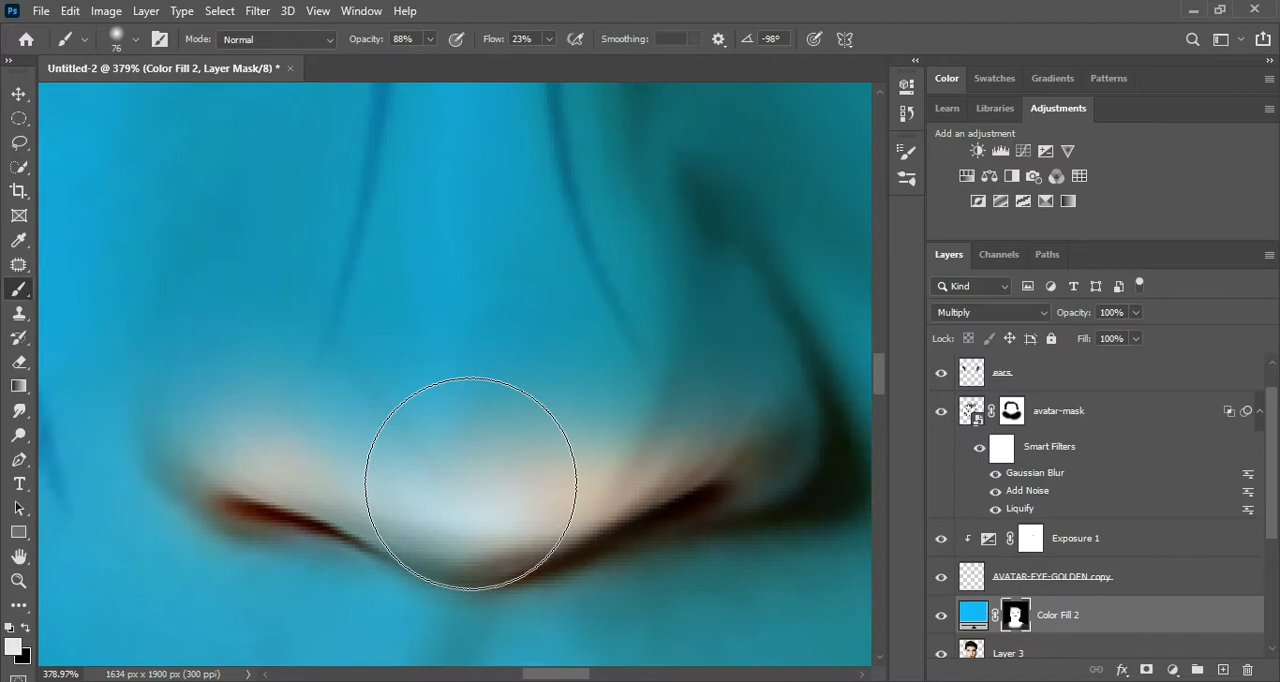 Ps File Edit Image Layer Type Select Filter 3D View Window Help
76 Mode: Normal Opacity: 88% Flow: 23% Smoothing: -98°
Untitled-2 @ 379% (Color Fill 2, Layer Mask/8) *
Color Swatches Gradients Patterns
Learn Libraries Adjustments
Add an adjustment
Layers Channels Paths
Kind
Multiply Opacity: 100%
Lock: Fill: 100%
ears
avatar-mask
Smart Filters
Gaussian Blur
Add Noise
Liquify
Exposure 1
AVATAR-EYE-GOLDEN copy
Color Fill 2
Layer 3
378.97% 1634 px x 1900 px (300 ppi)